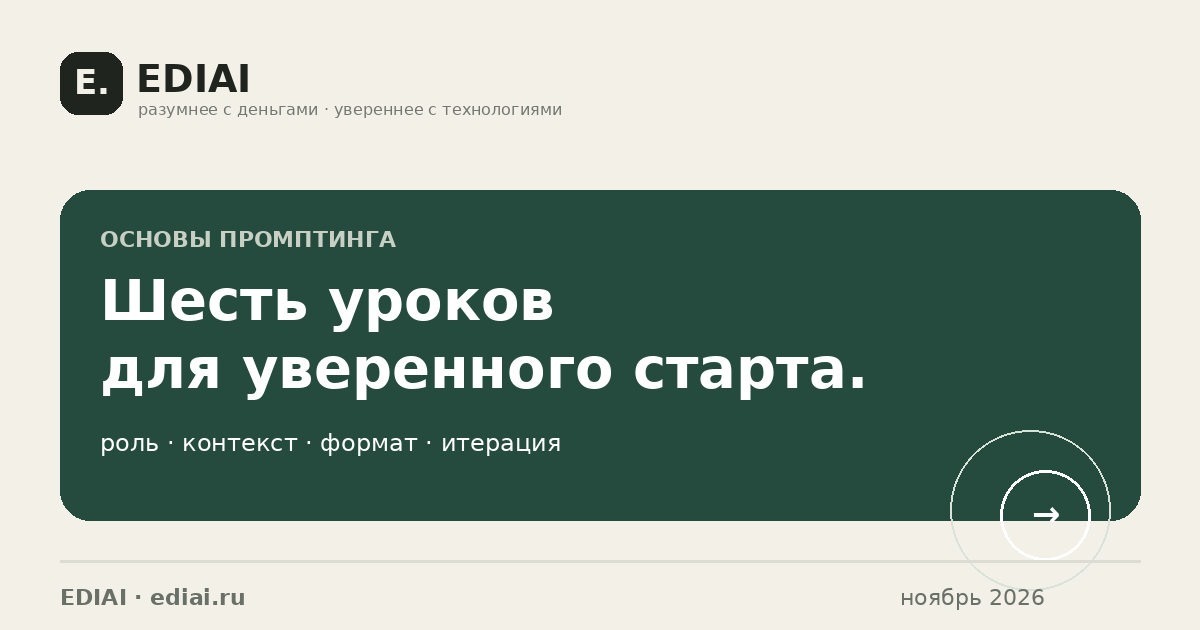 E.
EDIAI
разумнее с деньгами · увереннее с технологиями
ОСНОВЫ ПРОМПТИНГА
Шесть уроков
для уверенного старта.
роль · контекст · формат · итерация
→
EDIAI · ediai.ru
ноябрь 2026